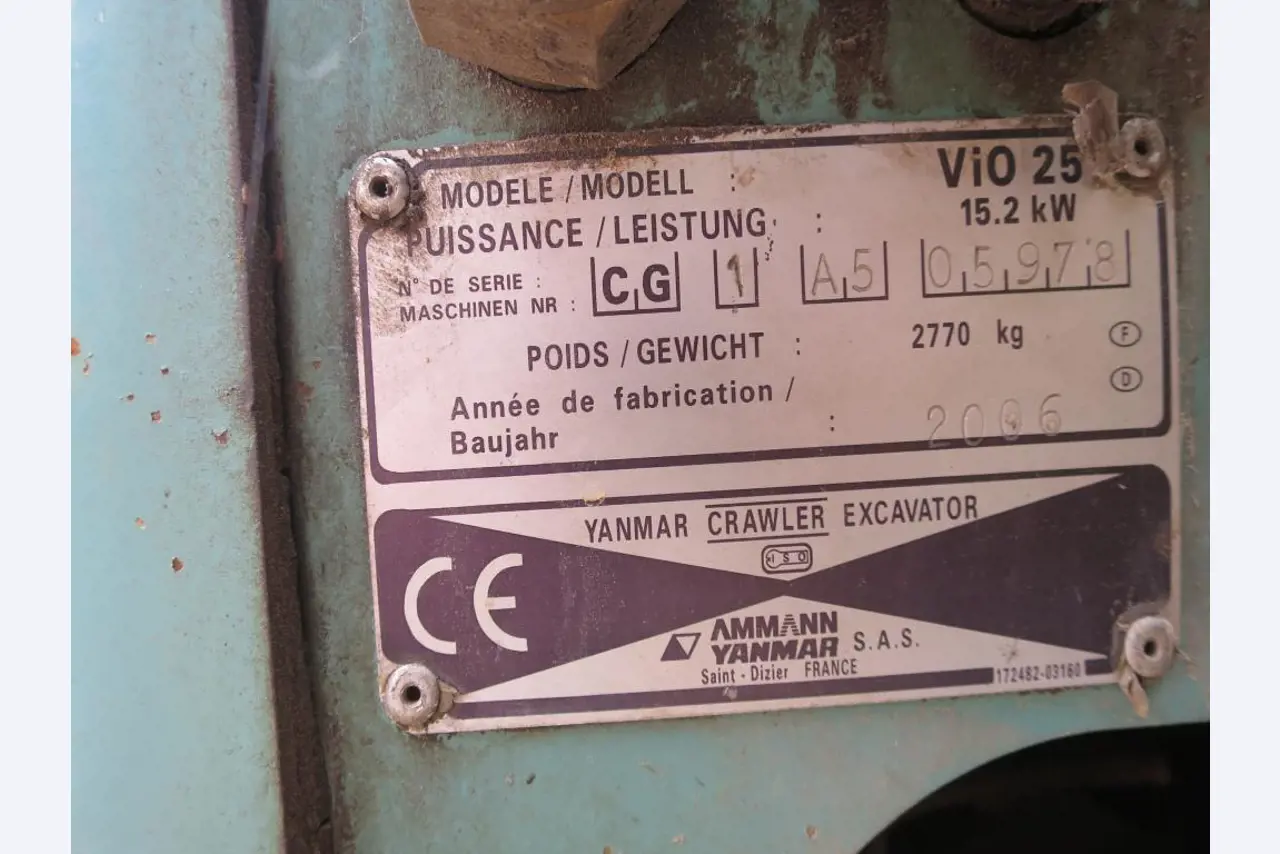 MODELE / MODELL : ViO 25
PUISSANCE / LEISTUNG : 15.2 kW
N° DE SERIE :
MASCHINEN NR : CG 1 A5 05978
POIDS / GEWICHT : 2770 kg F
Année de fabrication / D
Baujahr : 2006
YANMAR CRAWLER EXCAVATOR
ISO
CE
AMMANN
YANMAR S.A.S.
Saint - Dizier FRANCE
172482-03160